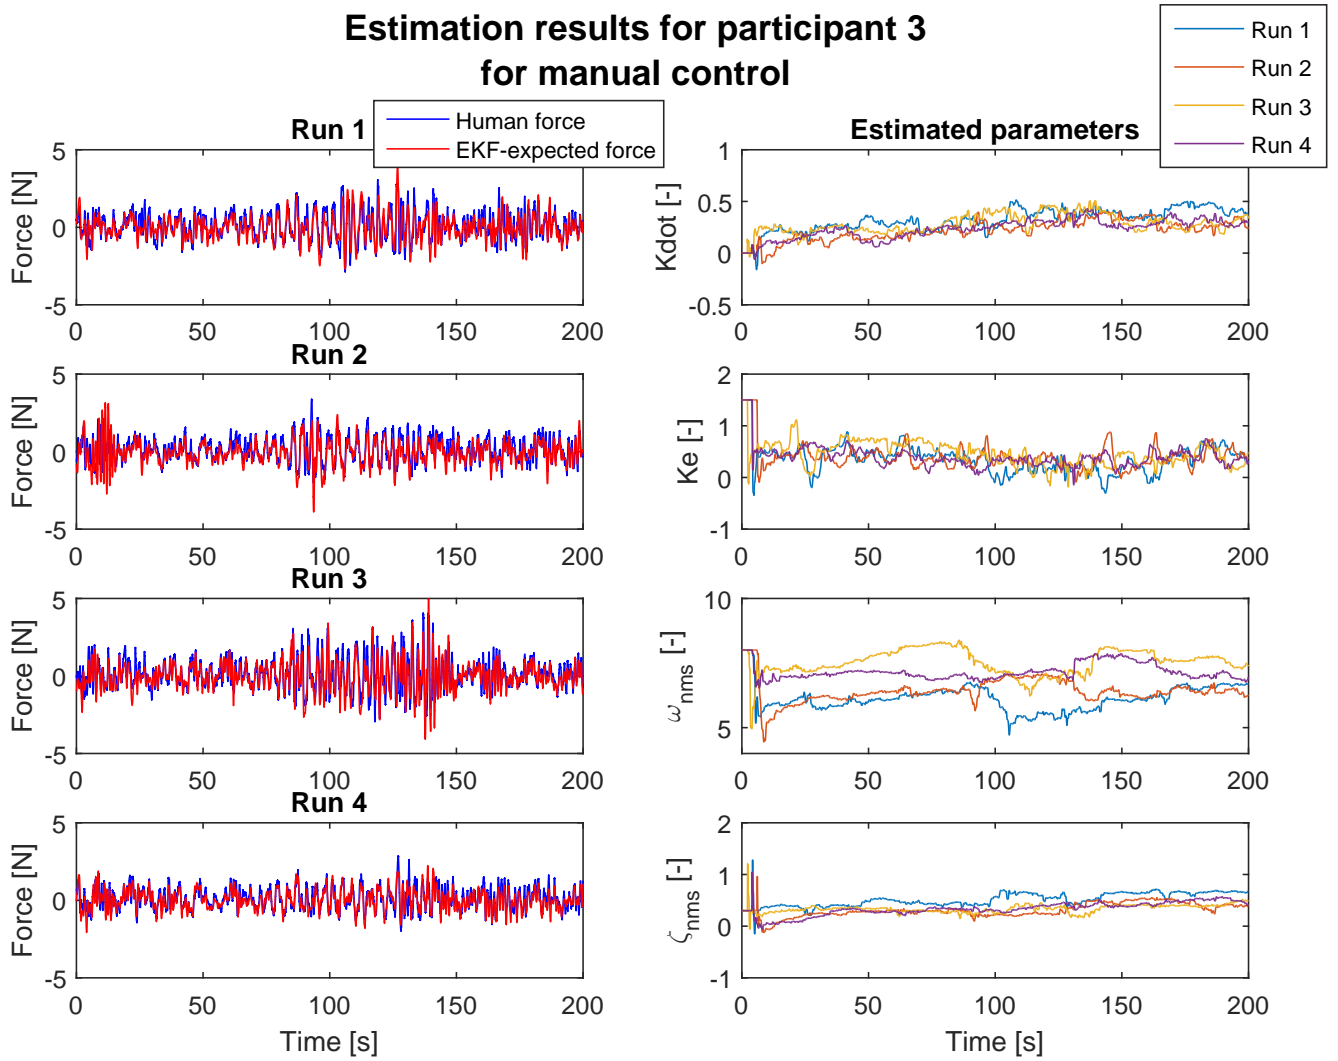 Estimation results for participant 3
for manual control
Run 1
Run 2
Run 3
Run 4
Run 1
Human force
EKF-expected force
Estimated parameters
5
0
-5
Force [N]
0 50 100 150 200
1
0.5
0
-0.5
Kdot [-]
0 50 100 150 200
Run 2
5
0
-5
Force [N]
0 50 100 150 200
2
1
0
-1
Ke [-]
0 50 100 150 200
Run 3
5
0
-5
Force [N]
0 50 100 150 200
10
5
ωnms [-]
0 50 100 150 200
Run 4
5
0
-5
Force [N]
0 50 100 150 200
Time [s]
2
1
0
-1
ζnms [-]
0 50 100 150 200
Time [s]